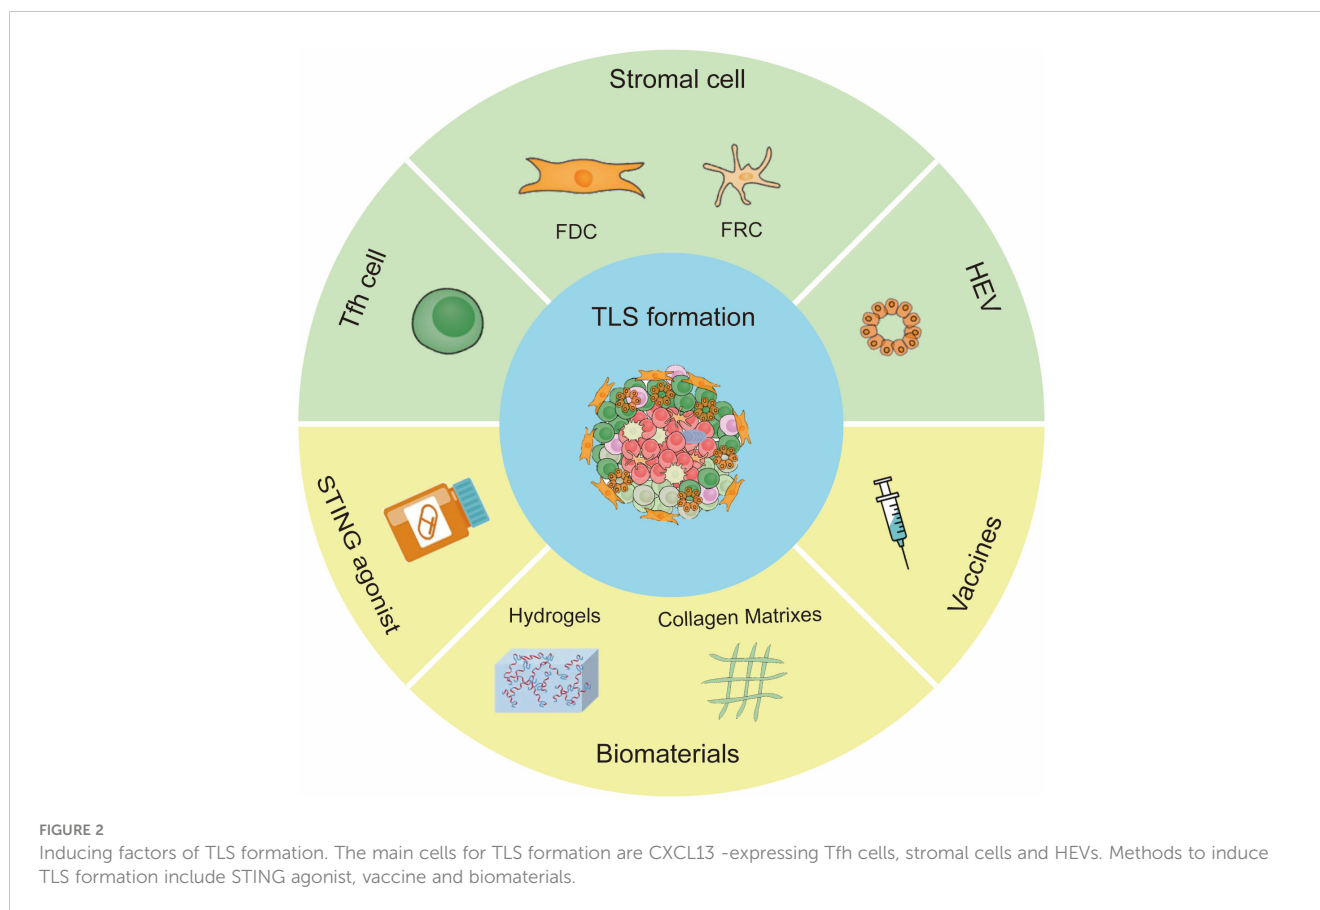 Stromal cell
FDC
FRC
Tfh cell
HEV
TLS formation
STING agonist
Vaccines
Hydrogels
Collagen Matrixes
Biomaterials
FIGURE 2
Inducing factors of TLS formation. The main cells for TLS formation are CXCL13 -expressing Tfh cells, stromal cells and HEVs. Methods to induce
TLS formation include STING agonist, vaccine and biomaterials.